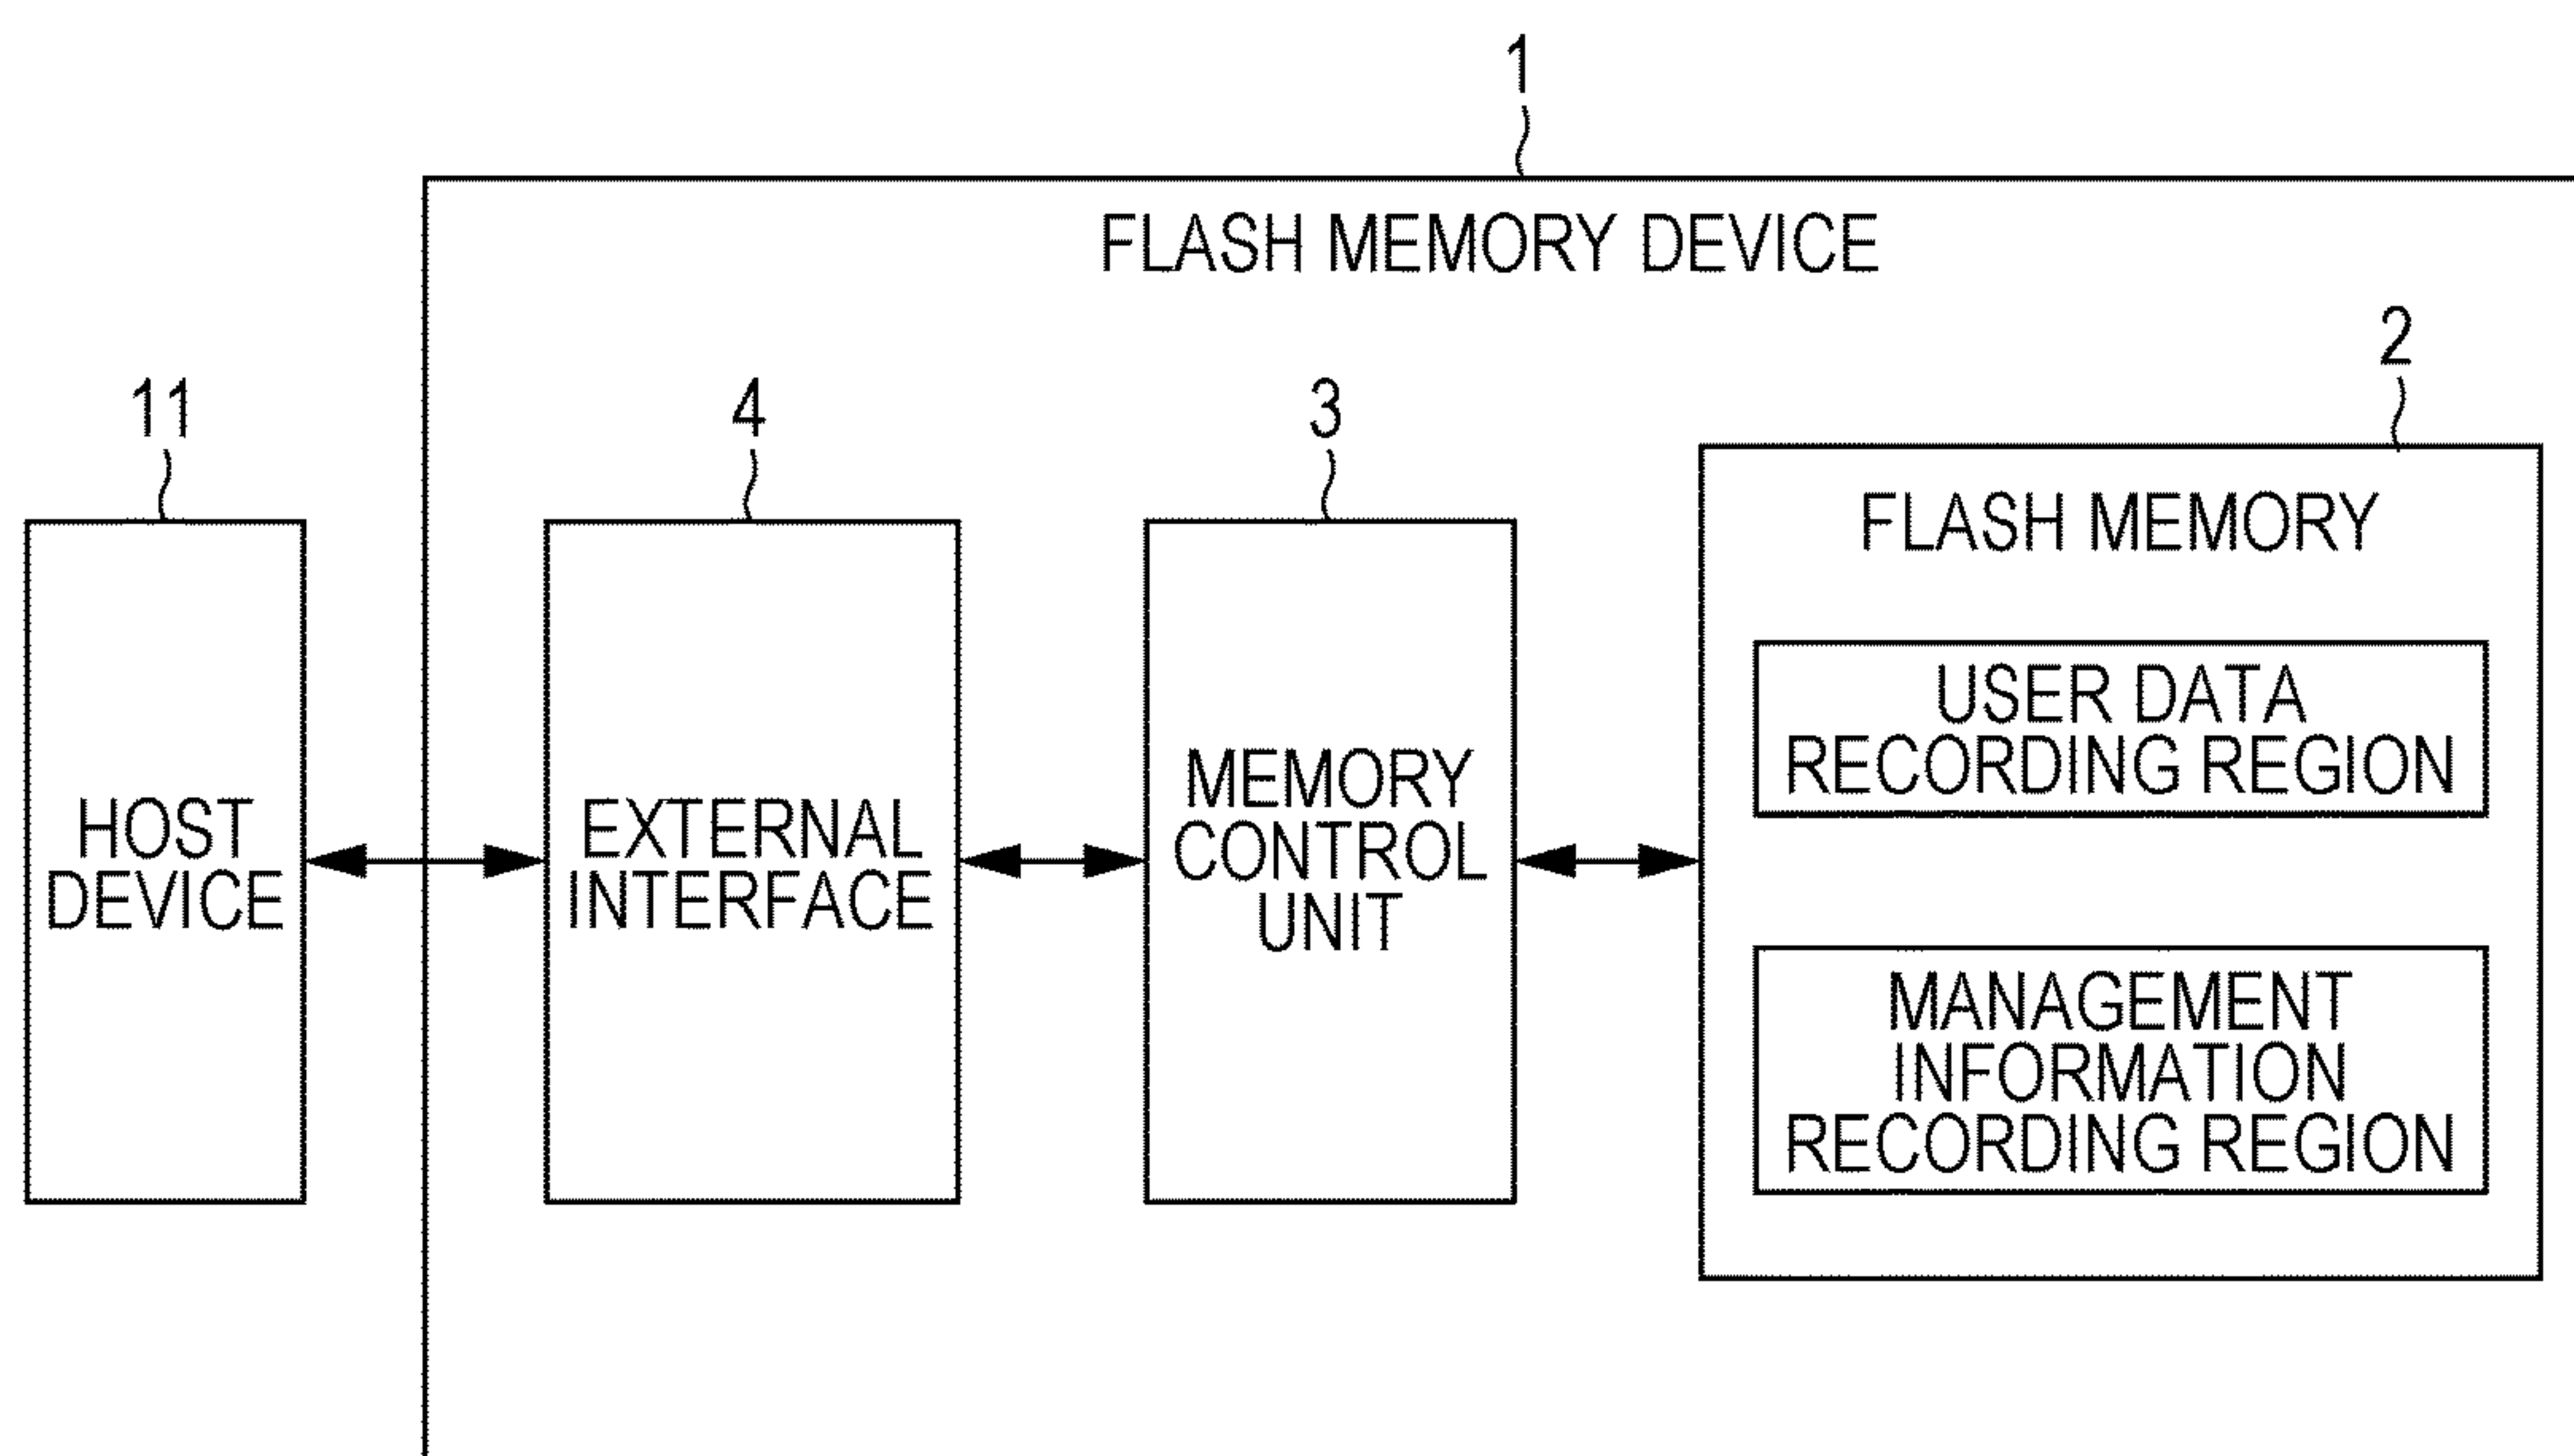 1
FLASH MEMORY DEVICE
2
11
4
3
FLASH MEMORY
USER DATA
RECORDING REGION
HOST
DEVICE
EXTERNAL
INTERFACE
MEMORY
CONTROL
UNIT
MANAGEMENT
INFORMATION
RECORDING REGION